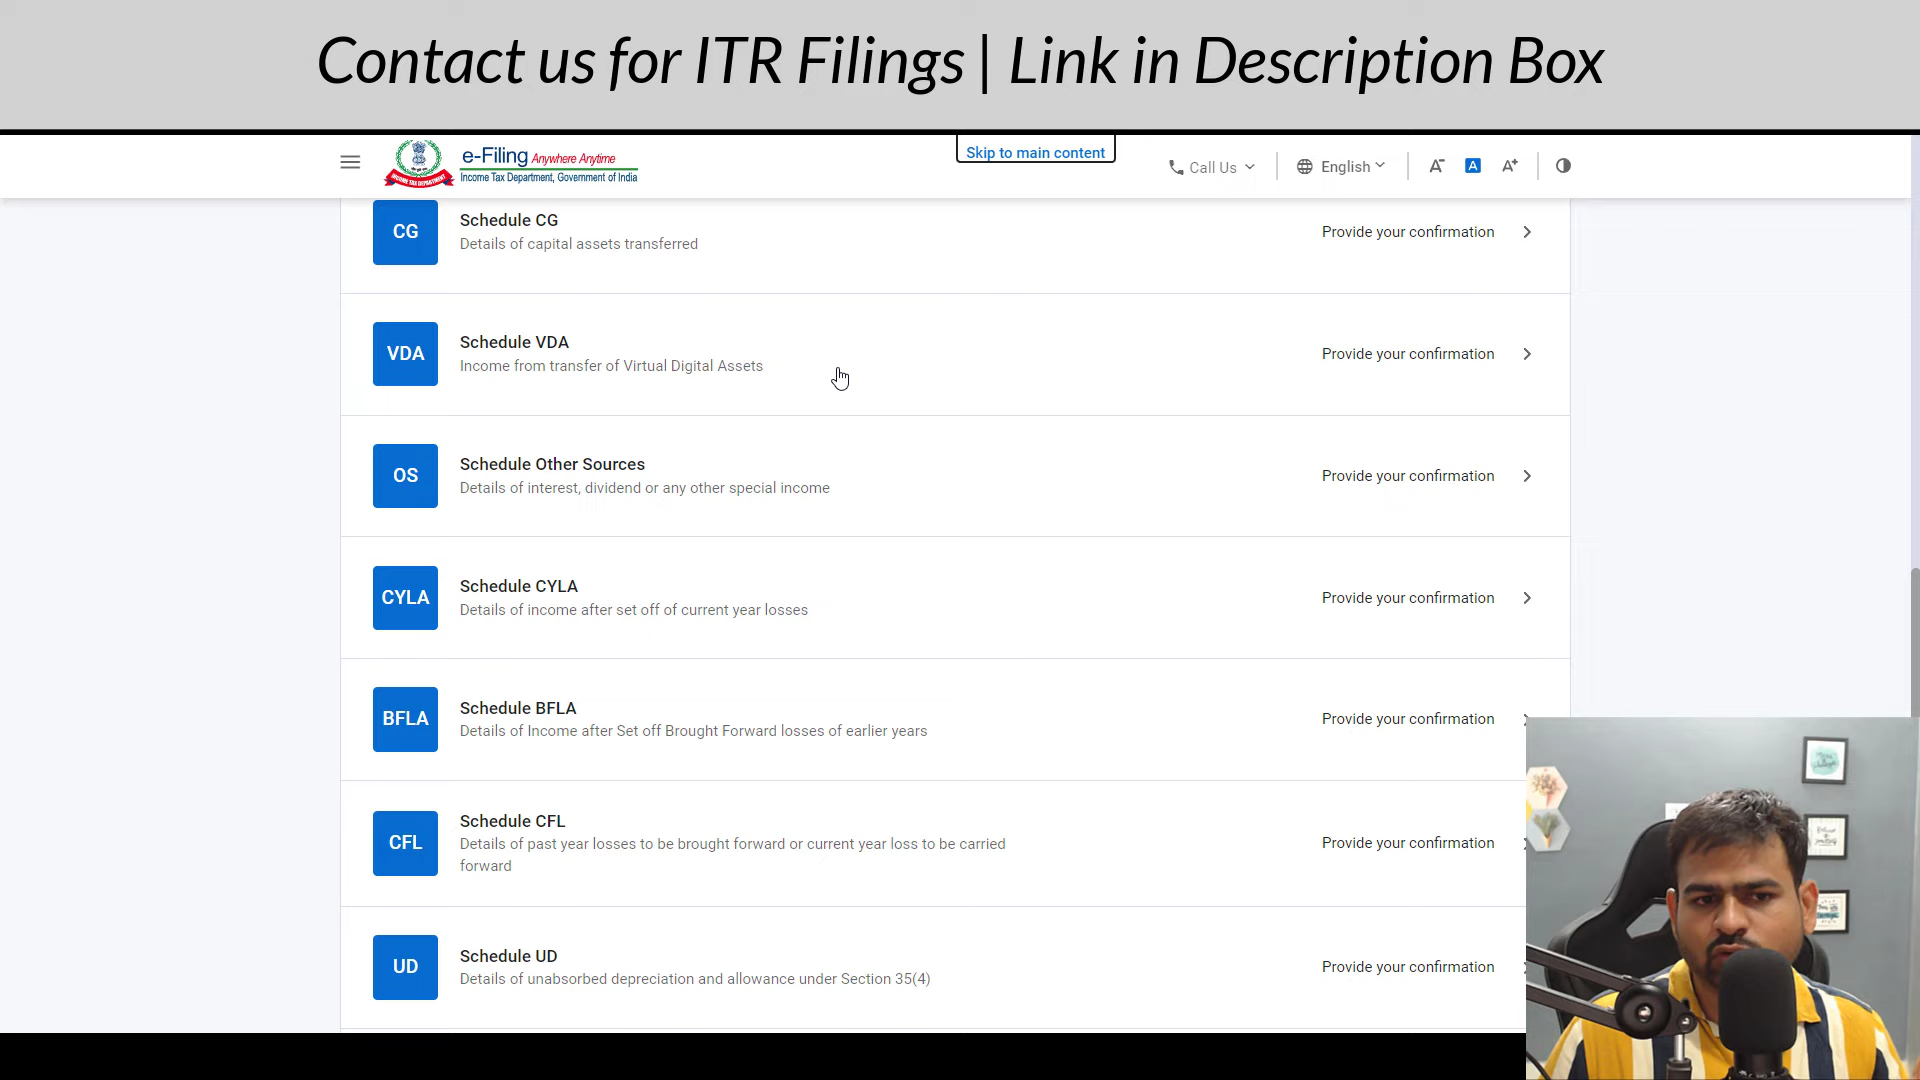 Contact us for ITR Filings | Link in Description Box
e-Filing Anywhere Anytime
Income Tax Department, Government of India
Skip to main content
Call Us
English
A-
A
A+
CG
Schedule CG
Details of capital assets transferred
Provide your confirmation
VDA
Schedule VDA
Income from transfer of Virtual Digital Assets
Provide your confirmation
OS
Schedule Other Sources
Details of interest, dividend or any other special income
Provide your confirmation
CYLA
Schedule CYLA
Details of income after set off of current year losses
Provide your confirmation
BFLA
Schedule BFLA
Details of Income after Set off Brought Forward losses of earlier years
Provide your confirmation
CFL
Schedule CFL
Details of past year losses to be brought forward or current year loss to be carried
forward
Provide your confirmation
UD
Schedule UD
Details of unabsorbed depreciation and allowance under Section 35(4)
Provide your confirmation